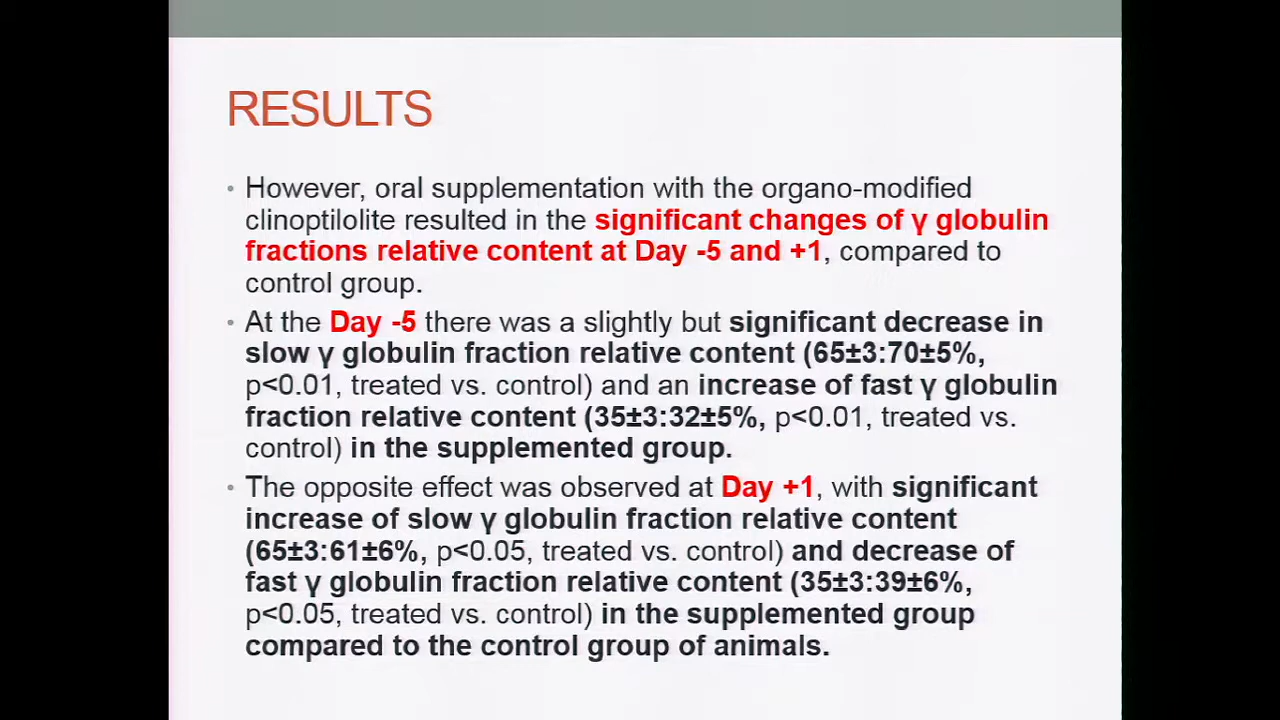 RESULTS
• However, oral supplementation with the organo-modified
clinoptilolite resulted in the significant changes of γ globulin
fractions relative content at Day -5 and +1, compared to
control group.
• At the Day -5 there was a slightly but significant decrease in
slow γ globulin fraction relative content (65±3:70±5%,
p<0.01, treated vs. control) and an increase of fast γ globulin
fraction relative content (35±3:32±5%, p<0.01, treated vs.
control) in the supplemented group.
• The opposite effect was observed at Day +1, with significant
increase of slow γ globulin fraction relative content
(65±3:61±6%, p<0.05, treated vs. control) and decrease of
fast γ globulin fraction relative content (35±3:39±6%,
p<0.05, treated vs. control) in the supplemented group
compared to the control group of animals.